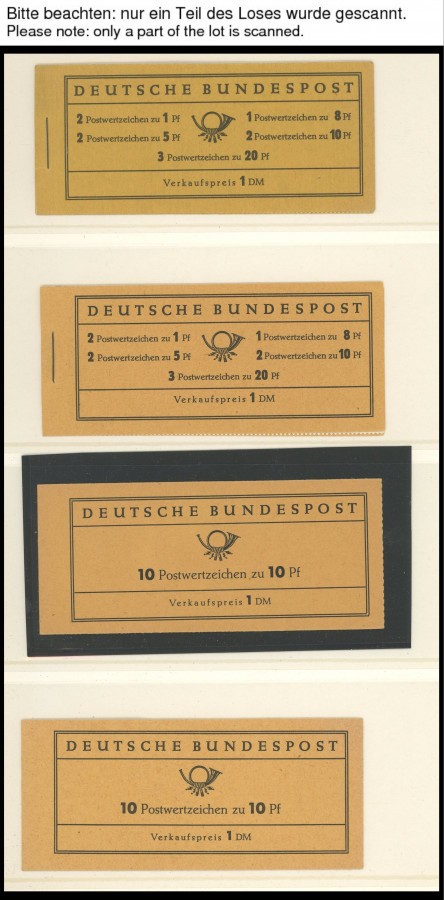 Bitte beachten: nur ein Teil des Loses wurde gescannt.
Please note: only a part of the lot is scanned.
DEUTSCHE BUNDESPOST
2 Postwertzeichen zu 1 Pf 1 Postwertzeichen zu 8 Pf
2 Postwertzeichen zu 5 Pf 2 Postwertzeichen zu 10 Pf
3 Postwertzeichen zu 20 Pf
Verkaufspreis 1 DM
DEUTSCHE BUNDESPOST
2 Postwertzeichen zu 1 Pf 1 Postwertzeichen zu 8 Pf
2 Postwertzeichen zu 5 Pf 2 Postwertzeichen zu 10 Pf
3 Postwertzeichen zu 20 Pf
Verkaufspreis 1 DM
DEUTSCHE BUNDESPOST
10 Postwertzeichen zu 10 Pf
Verkaufspreis 1 DM
DEUTSCHE BUNDESPOST
10 Postwertzeichen zu 10 Pf
Verkaufspreis 1 DM